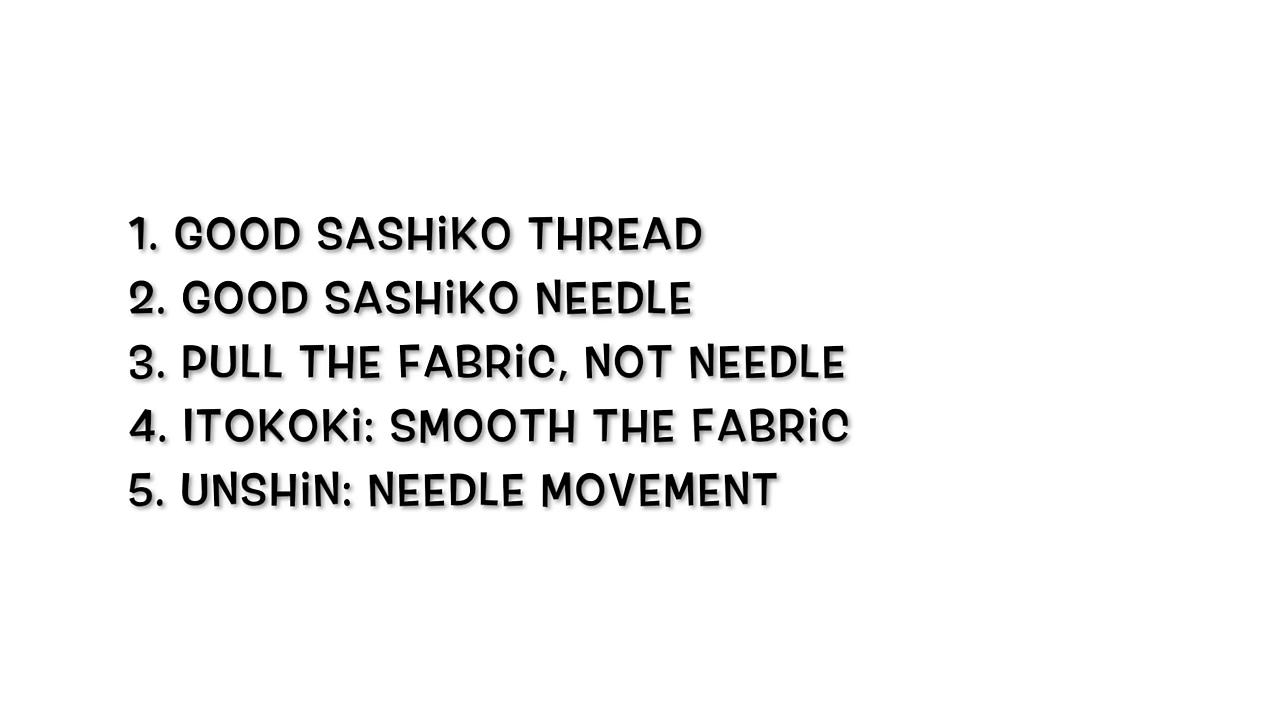 1. GOOD SASHiKO THREAD
2. GOOD SASHiKO NEEDLE
3. PULL THE FABRiC, NOT NEEDLE
4. ITOKOKi: SMOOTH THE FABRiC
5. UNSHiN: NEEDLE MOVEMENT